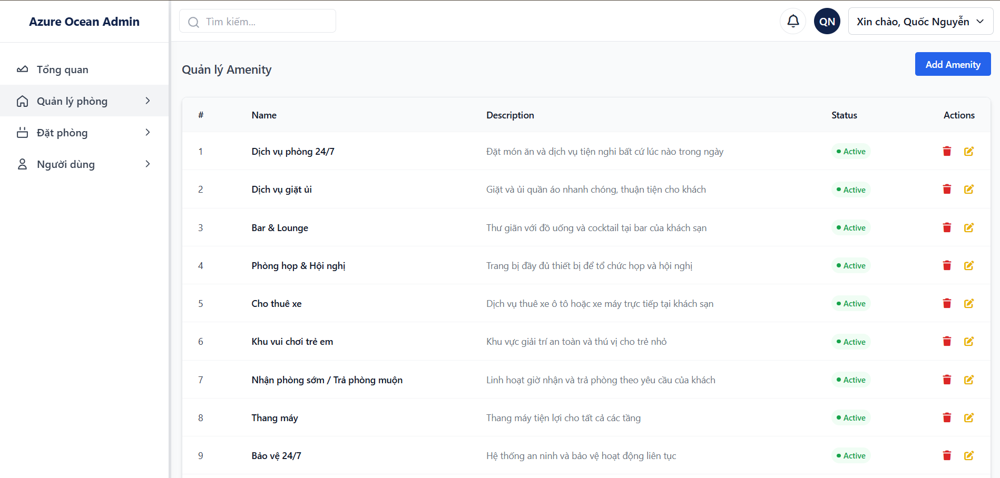 Azure Ocean Admin
Tìm kiếm...
QN
Xin chào, Quốc Nguyễn
Tổng quan
Quản lý phòng
Đặt phòng
Người dùng
Quản lý Amenity
Add Amenity
# Name Description Status Actions
1 Dịch vụ phòng 24/7 Đặt món ăn và dịch vụ tiện nghi bất cứ lúc nào trong ngày Active
2 Dịch vụ giặt ủi Giặt và ủi quần áo nhanh chóng, thuận tiện cho khách Active
3 Bar & Lounge Thư giãn với đồ uống và cocktail tại bar của khách sạn Active
4 Phòng họp & Hội nghị Trang bị đầy đủ thiết bị để tổ chức họp và hội nghị Active
5 Cho thuê xe Dịch vụ thuê xe ô tô hoặc xe máy trực tiếp tại khách sạn Active
6 Khu vui chơi trẻ em Khu vực giải trí an toàn và thú vị cho trẻ nhỏ Active
7 Nhận phòng sớm / Trả phòng muộn Linh hoạt giờ nhận và trả phòng theo yêu cầu của khách Active
8 Thang máy Thang máy tiện lợi cho tất cả các tầng Active
9 Bảo vệ 24/7 Hệ thống an ninh và bảo vệ hoạt động liên tục Active